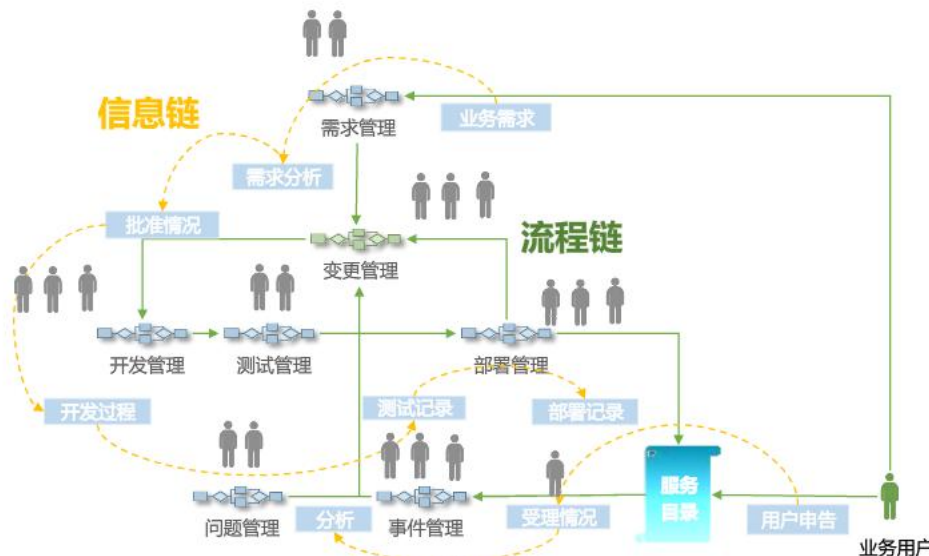 信息链
业务需求
需求管理
需求分析
批准情况
流程链
变更管理
开发管理
测试管理
部署管理
开发过程
测试记录
部署记录
服务
目录
问题管理
分析
事件管理
受理情况
用户申告
业务用户